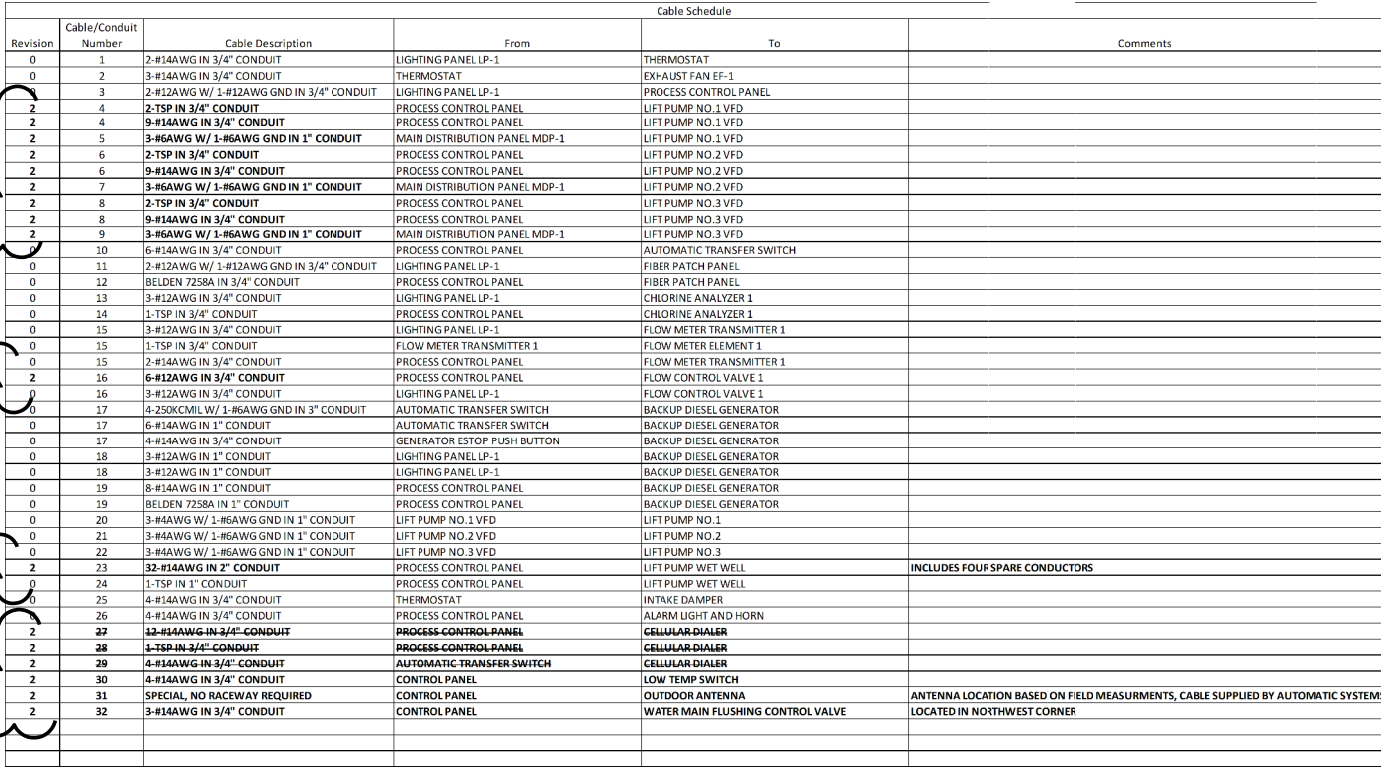 Cable Schedule
Revision Cable/Conduit Number Cable Description From To Comments
0 1 2-#14AWG IN 3/4" CONDUIT LIGHTING PANEL LP-1 THERMOSTAT
0 2 3-#14AWG IN 3/4" CONDUIT THERMOSTAT EXHAUST FAN EF-1
0 3 2-#12AWG W/ 1-#12AWG GND IN 3/4" CONDUIT LIGHTING PANEL LP-1 PROCESS CONTROL PANEL
2 4 2-TSP IN 3/4" CONDUIT PROCESS CONTROL PANEL LIFT PUMP NO.1 VFD
2 4 9-#14AWG IN 3/4" CONDUIT PROCESS CONTROL PANEL LIFT PUMP NO.1 VFD
2 5 3-#6AWG W/ 1-#6AWG GND IN 1" CONDUIT MAIN DISTRIBUTION PANEL MDP-1 LIFT PUMP NO.1 VFD
2 6 2-TSP IN 3/4" CONDUIT PROCESS CONTROL PANEL LIFT PUMP NO.2 VFD
2 6 9-#14AWG IN 3/4" CONDUIT PROCESS CONTROL PANEL LIFT PUMP NO.2 VFD
2 7 3-#6AWG W/ 1-#6AWG GND IN 1" CONDUIT MAIN DISTRIBUTION PANEL MDP-1 LIFT PUMP NO.2 VFD
2 8 2-TSP IN 3/4" CONDUIT PROCESS CONTROL PANEL LIFT PUMP NO.3 VFD
2 8 9-#14AWG IN 3/4" CONDUIT PROCESS CONTROL PANEL LIFT PUMP NO.3 VFD
2 9 3-#6AWG W/ 1-#6AWG GND IN 1" CONDUIT MAIN DISTRIBUTION PANEL MDP-1 LIFT PUMP NO.3 VFD
0 10 6-#14AWG IN 3/4" CONDUIT PROCESS CONTROL PANEL AUTOMATIC TRANSFER SWITCH
0 11 2-#12AWG W/ 1-#12AWG GND IN 3/4" CONDUIT LIGHTING PANEL LP-1 FIBER PATCH PANEL
0 12 BELDEN 7258A IN 3/4" CONDUIT PROCESS CONTROL PANEL FIBER PATCH PANEL
0 13 3-#12AWG IN 3/4" CONDUIT LIGHTING PANEL LP-1 CHLORINE ANALYZER 1
0 14 1-TSP IN 3/4" CONDUIT PROCESS CONTROL PANEL CHLORINE ANALYZER 1
0 15 3-#12AWG IN 3/4" CONDUIT LIGHTING PANEL LP-1 FLOW METER TRANSMITTER 1
0 15 1-TSP IN 3/4" CONDUIT FLOW METER TRANSMITTER 1 FLOW METER ELEMENT 1
0 15 2-#14AWG IN 3/4" CONDUIT PROCESS CONTROL PANEL FLOW METER TRANSMITTER 1
2 16 6-#12AWG IN 3/4" CONDUIT PROCESS CONTROL PANEL FLOW CONTROL VALVE 1
0 16 3-#12AWG IN 3/4" CONDUIT LIGHTING PANEL LP-1 FLOW CONTROL VALVE 1
0 17 4-250KCMIL W/ 1-#6AWG GND IN 3" CONDUIT AUTOMATIC TRANSFER SWITCH BACKUP DIESEL GENERATOR
0 17 6-#14AWG IN 1" CONDUIT AUTOMATIC TRANSFER SWITCH BACKUP DIESEL GENERATOR
0 17 4-#14AWG IN 3/4" CONDUIT GENERATOR ESTOP PUSH BUTTON BACKUP DIESEL GENERATOR
0 18 3-#12AWG IN 1" CONDUIT LIGHTING PANEL LP-1 BACKUP DIESEL GENERATOR
0 18 3-#12AWG IN 1" CONDUIT LIGHTING PANEL LP-1 BACKUP DIESEL GENERATOR
0 19 8-#14AWG IN 1" CONDUIT PROCESS CONTROL PANEL BACKUP DIESEL GENERATOR
0 19 BELDEN 7258A IN 1" CONDUIT PROCESS CONTROL PANEL BACKUP DIESEL GENERATOR
0 20 3-#4AWG W/ 1-#6AWG GND IN 1" CONDUIT LIFT PUMP NO.1 VFD LIFT PUMP NO.1
0 21 3-#4AWG W/ 1-#6AWG GND IN 1" CONDUIT LIFT PUMP NO.2 VFD LIFT PUMP NO.2
0 22 3-#4AWG W/ 1-#6AWG GND IN 1" CONDUIT LIFT PUMP NO.3 VFD LIFT PUMP NO.3
2 23 32-#14AWG IN 2" CONDUIT PROCESS CONTROL PANEL LIFT PUMP WET WELL INCLUDES FOUR SPARE CONDUCTORS
0 24 1-TSP IN 1" CONDUIT PROCESS CONTROL PANEL LIFT PUMP WET WELL
0 25 4-#14AWG IN 3/4" CONDUIT THERMOSTAT INTAKE DAMPER
0 26 4-#14AWG IN 3/4" CONDUIT PROCESS CONTROL PANEL ALARM LIGHT AND HORN
2 27 12-#14AWG IN 3/4" CONDUIT PROCESS CONTROL PANEL CELLULAR DIALER
2 28 1-TSP IN 3/4" CONDUIT PROCESS CONTROL PANEL CELLULAR DIALER
2 29 4-#14AWG IN 3/4" CONDUIT AUTOMATIC TRANSFER SWITCH CELLULAR DIALER
2 30 4-#14AWG IN 3/4" CONDUIT CONTROL PANEL LOW TEMP SWITCH
2 31 SPECIAL, NO RACEWAY REQUIRED CONTROL PANEL OUTDOOR ANTENNA ANTENNA LOCATION BASED ON FIELD MEASURMENTS, CABLE SUPPLIED BY AUTOMATIC SYSTEMS
2 32 3-#14AWG IN 3/4" CONDUIT CONTROL PANEL WATER MAIN FLUSHING CONTROL VALVE LOCATED IN NORTHWEST CORNER